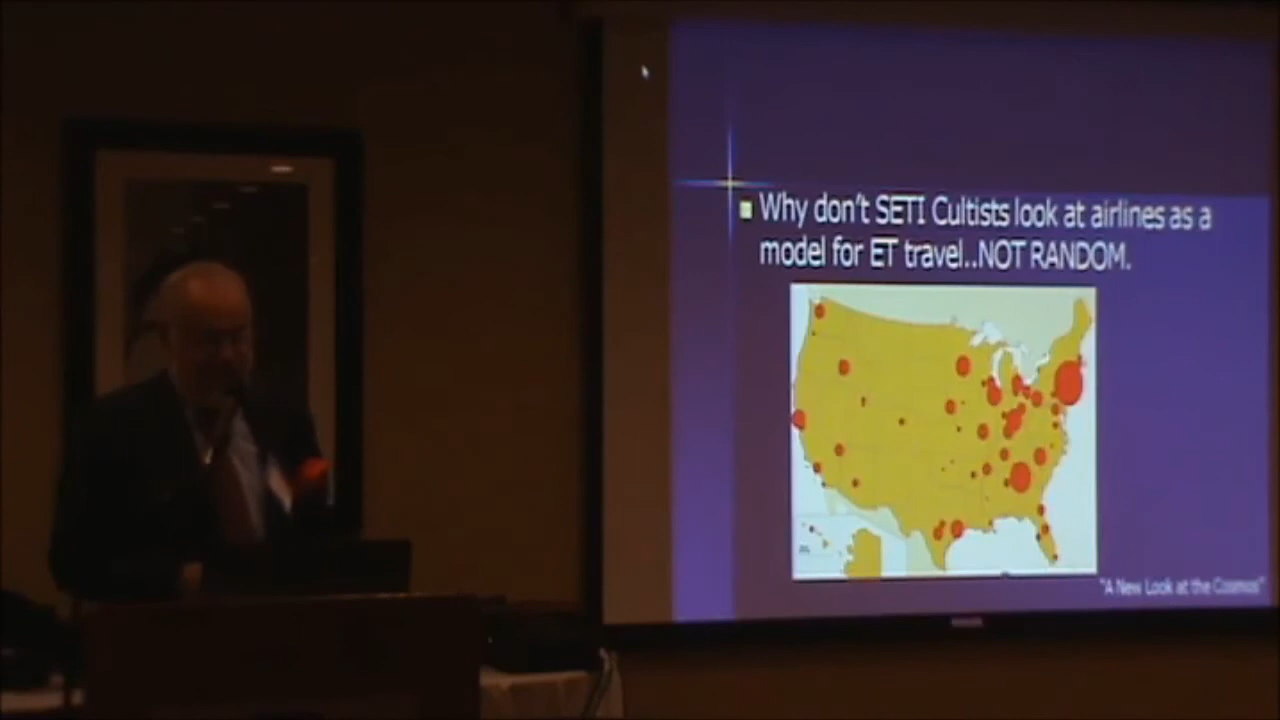 Why don't SETI Cultists look at airlines as a
model for ET travel..NOT RANDOM.
"A New Look at the Cosmos"